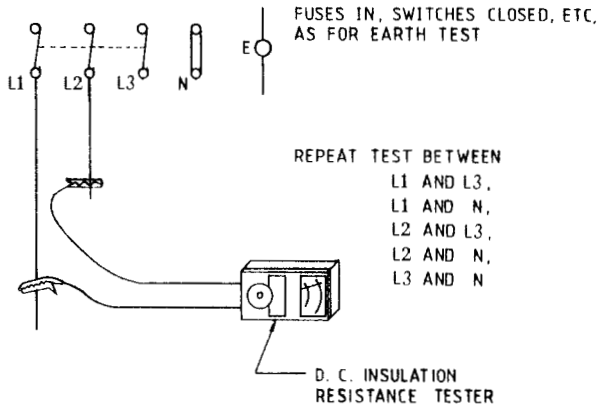 FUSES IN, SWITCHES CLOSED, ETC,
AS FOR EARTH TEST
E
L1 L2 L3 N
REPEAT TEST BETWEEN
L1 AND L3,
L1 AND N,
L2 AND L3,
L2 AND N,
L3 AND N
D. C. INSULATION
RESISTANCE TESTER